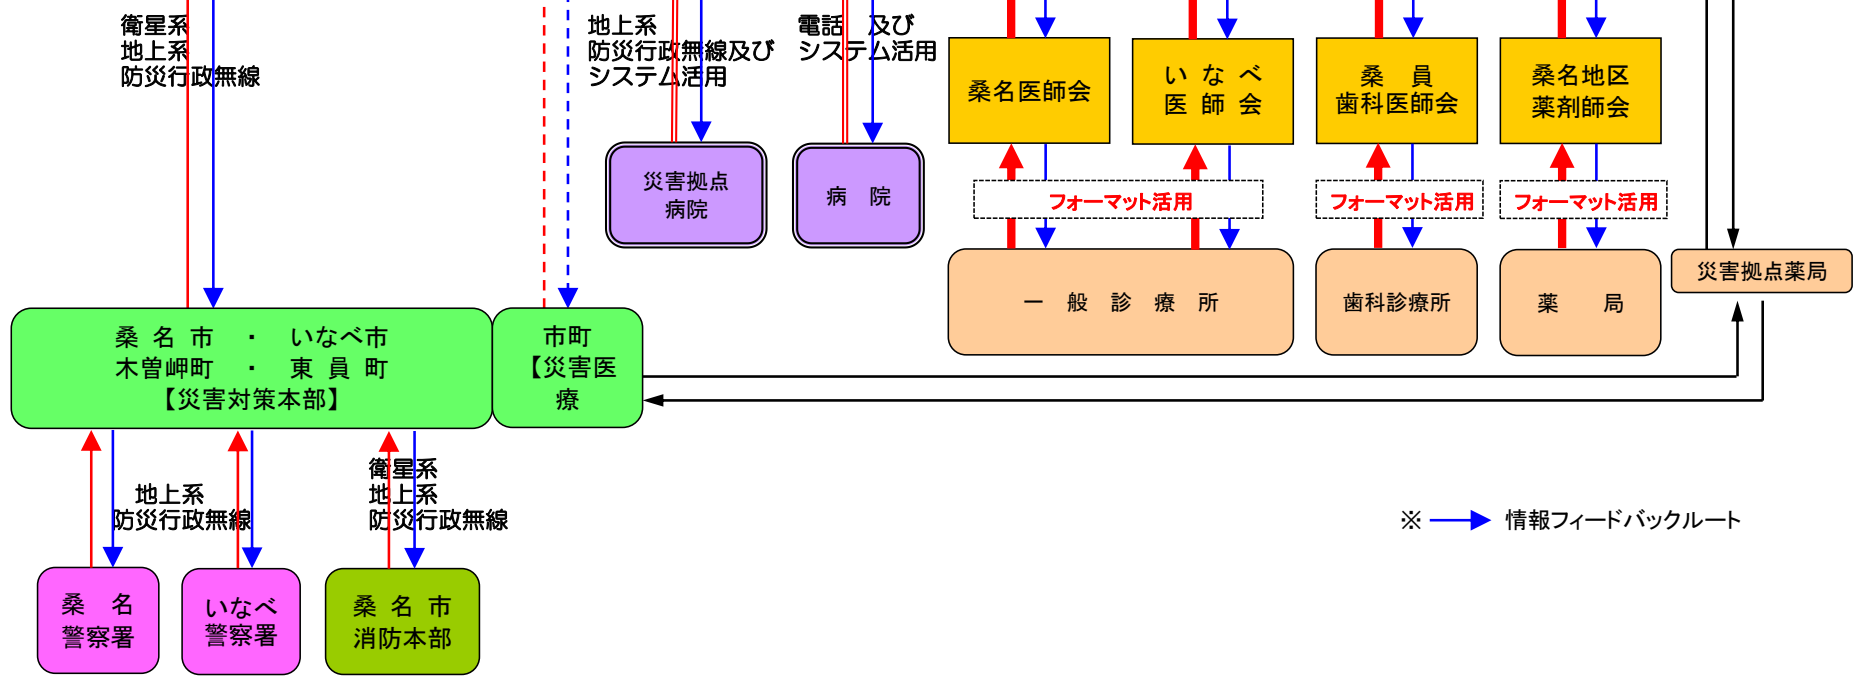 衛星系
地上系
防災行政無線
地上系
防災行政無線及び
システム活用
電話　及び
システム活用
桑名医師会
いなべ
医師会
桑　員
歯科医師会
桑名地区
薬剤師会
災害拠点
病院
病　院
フォーマット活用
フォーマット活用
フォーマット活用
一般診療所
歯科診療所
薬　局
災害拠点薬局
桑名市　・　いなべ市
木曽岬町　・　東員町
【災害対策本部】
市町
【災害医
療
地上系
防災行政無線
衛星系
地上系
防災行政無線
※　情報フィードバックルート
桑　名
警察署
いなべ
警察署
桑名市
消防本部